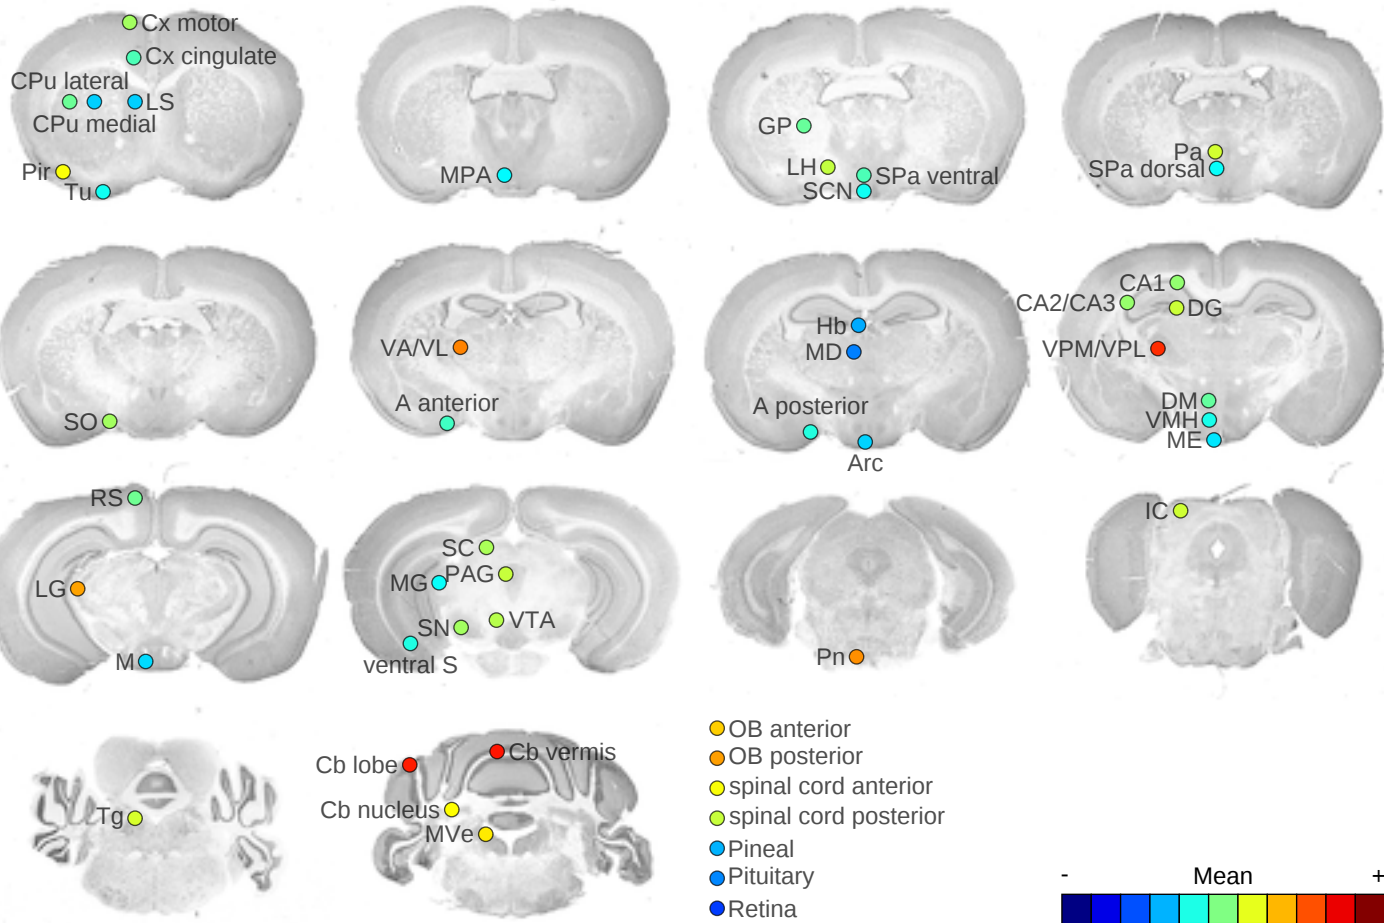 Cx motor
Cx cingulate
CPu lateral
LS
CPu medial
Pir
Tu
MPA
GP
LH
SPa ventral
SCN
Pa
SPa dorsal
SO
VA/VL
A anterior
Hb
MD
A posterior
Arc
CA1
CA2/CA3
DG
VPM/VPL
DM
VMH
ME
RS
LG
M
SC
MG
PAG
SN
VTA
ventral S
Pn
IC
Tg
Cb lobe
Cb vermis
Cb nucleus
MVe
OB anterior
OB posterior
spinal cord anterior
spinal cord posterior
Pineal
Pituitary
Retina
- Mean +